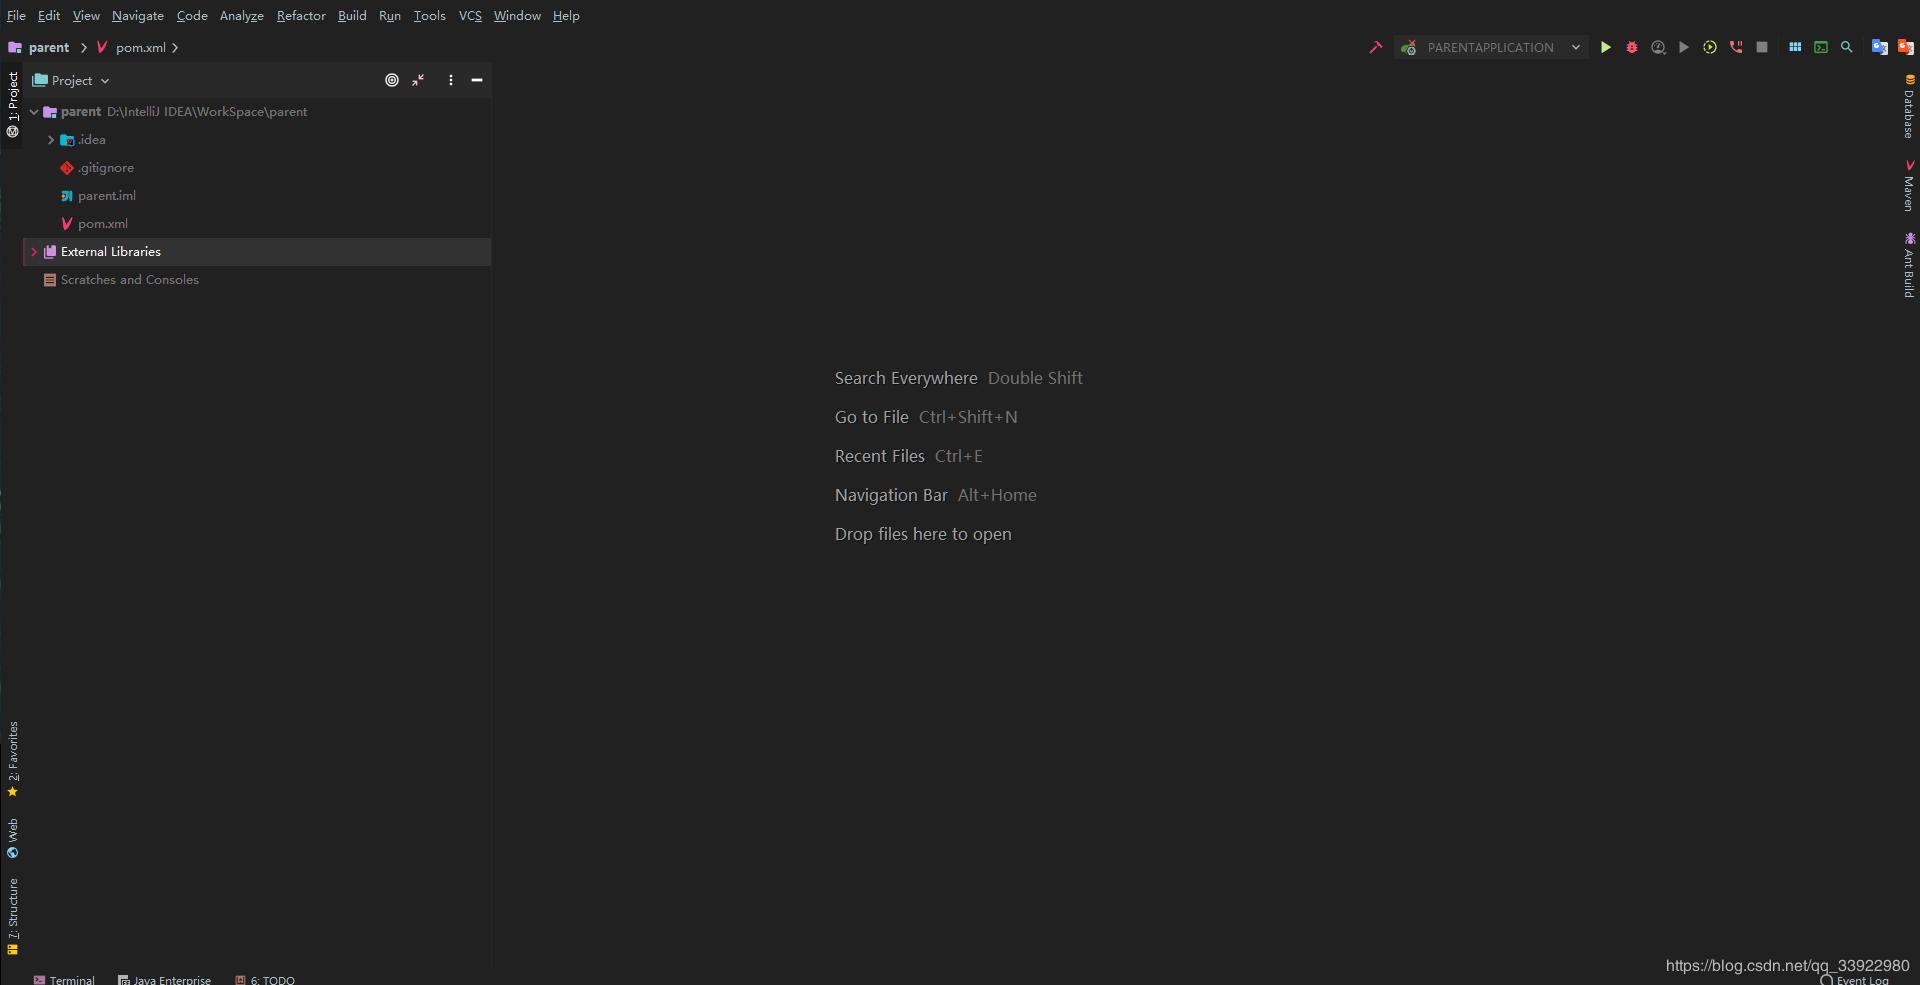 File Edit View Navigate Code Analyze Refactor Build Run Tools VCS Window Help
parent pom.xml
PARENTAPPLICATION
1: Project
Project
parent D:\IntelliJ IDEA\WorkSpace\parent
.idea
.gitignore
parent.iml
pom.xml
External Libraries
Scratches and Consoles
Search Everywhere Double Shift
Go to File Ctrl+Shift+N
Recent Files Ctrl+E
Navigation Bar Alt+Home
Drop files here to open
Database
Maven
Ant Build
2: Favorites
Web
7: Structure
Terminal Java Enterprise 6: TODO
https://blog.csdn.net/qq_33922980
Event Log